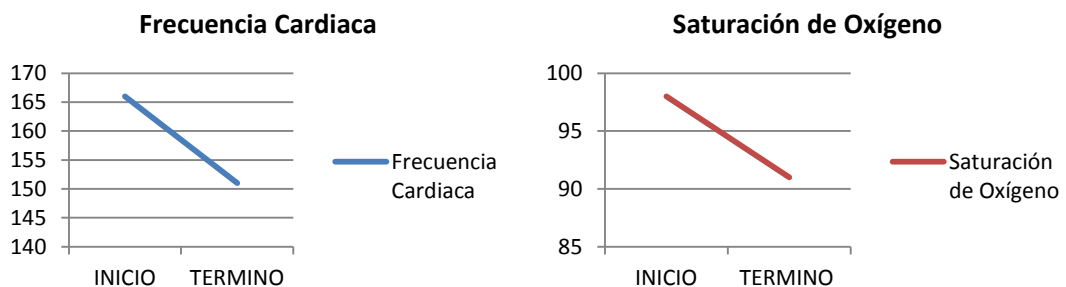 Frecuencia Cardiaca
170
165
160
155
150
145
140
INICIO TERMINO
Frecuencia
Cardiaca
Saturación de Oxígeno
100
95
90
85
INICIO TERMINO
Saturación
de Oxígeno